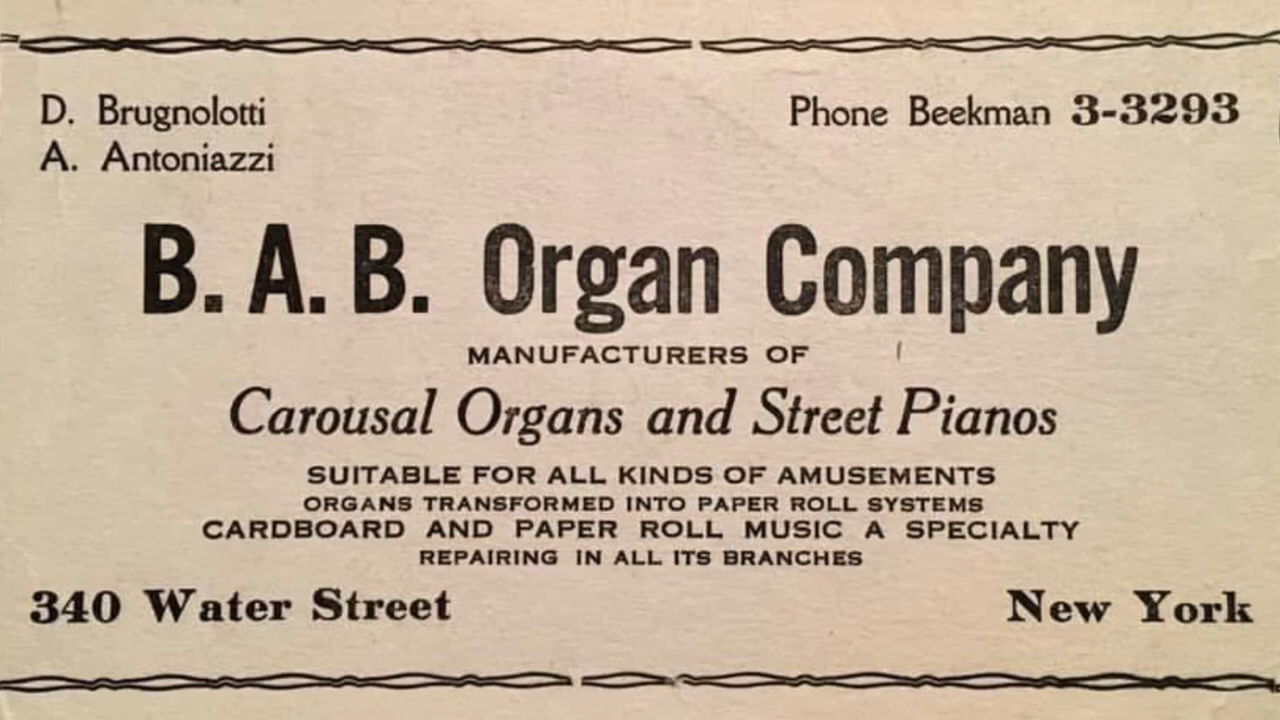 D. Brugnolotti
A. Antoniazzi
Phone Beekman 3-3293
B. A. B. Organ Company
MANUFACTURERS OF
Carousal Organs and Street Pianos
SUITABLE FOR ALL KINDS OF AMUSEMENTS
ORGANS TRANSFORMED INTO PAPER ROLL SYSTEMS
CARDBOARD AND PAPER ROLL MUSIC A SPECIALTY
REPAIRING IN ALL ITS BRANCHES
340 Water Street New York